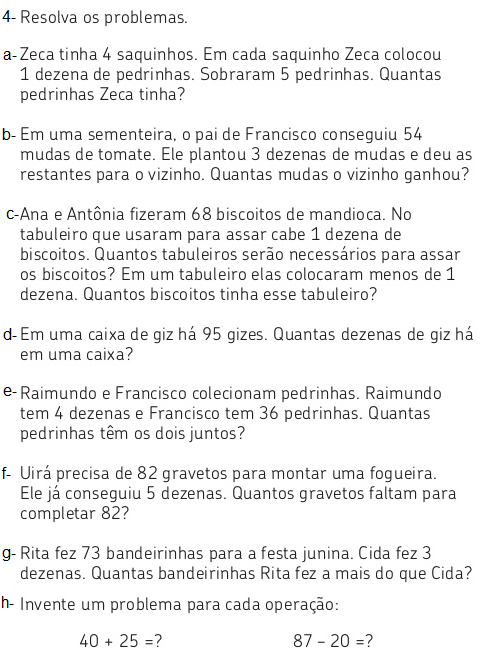 4- Resolva os problemas.
a- Zeca tinha 4 saquinhos. Em cada saquinho Zeca colocou
1 dezena de pedrinhas. Sobraram 5 pedrinhas. Quantas
pedrinhas Zeca tinha?
b- Em uma sementeira, o pai de Francisco conseguiu 54
mudas de tomate. Ele plantou 3 dezenas de mudas e deu as
restantes para o vizinho. Quantas mudas o vizinho ganhou?
c-Ana e Antônia fizeram 68 biscoitos de mandioca. No
tabuleiro que usaram para assar cabe 1 dezena de
biscoitos. Quantos tabuleiros serão necessários para assar
os biscoitos? Em um tabuleiro elas colocaram menos de 1
dezena. Quantos biscoitos tinha esse tabuleiro?
d- Em uma caixa de giz há 95 gizes. Quantas dezenas de giz há
em uma caixa?
e- Raimundo e Francisco colecionam pedrinhas. Raimundo
tem 4 dezenas e Francisco tem 36 pedrinhas. Quantas
pedrinhas têm os dois juntos?
f- Uirá precisa de 82 gravetos para montar uma fogueira.
Ele já conseguiu 5 dezenas. Quantos gravetos faltam para
completar 82?
g- Rita fez 73 bandeirinhas para a festa junina. Cida fez 3
dezenas. Quantas bandeirinhas Rita fez a mais do que Cida?
h- Invente um problema para cada operação:
40 + 25 =? 87 – 20 =?